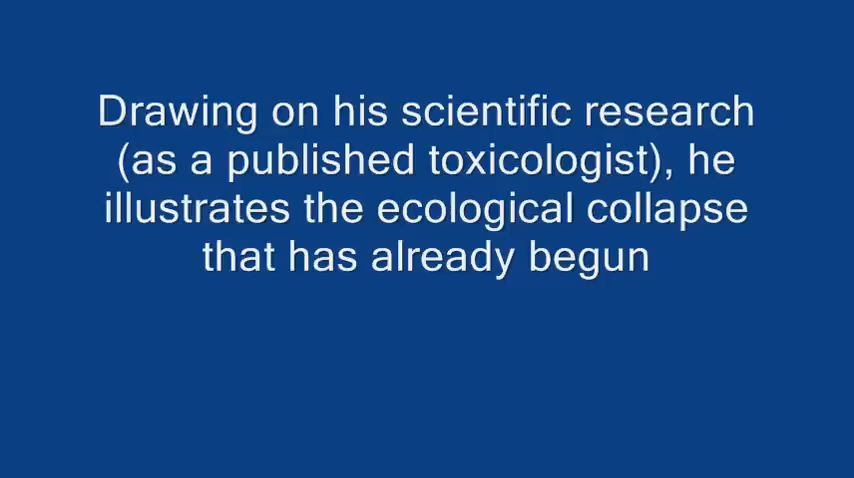 Drawing on his scientific research
(as a published toxicologist), he
illustrates the ecological collapse
that has already begun